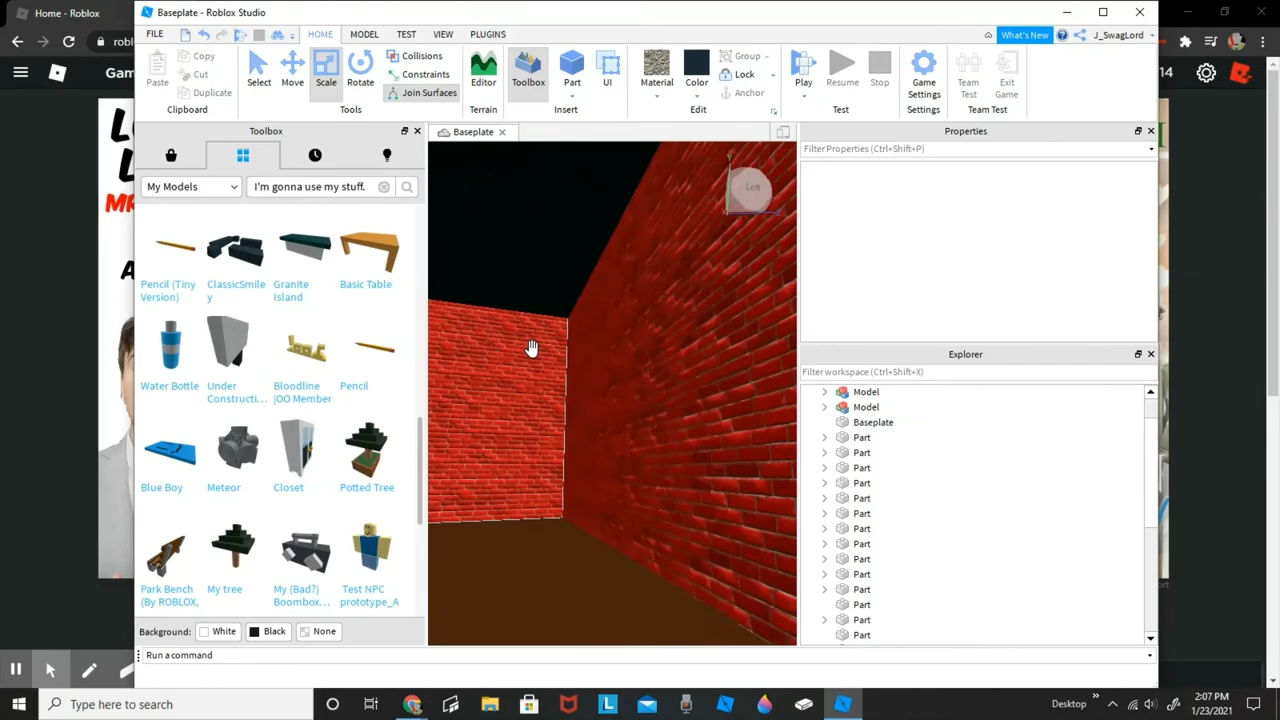 Home - Roblox
Baseplate - Roblox Studio
FILE HOME MODEL TEST VIEW PLUGINS What's New J_SwagLord
robl
Gam
14
Paste Copy Cut Duplicate Select Move Scale Rotate Collisions Constraints Join Surfaces Editor Toolbox Part UI Material Color Group Lock Anchor Play Resume Stop Game Settings Team Test Exit Game
Clipboard Tools Terrain Insert Edit Test Settings Team Test
Toolbox
Baseplate
Properties
Filter Properties (Ctrl+Shift+P)
My Models I'm gonna use my stuff.
Left
Pencil (Tiny Version) ClassicSmiley Granite Island Basic Table
Water Bottle Under Constructi... Bloodline |OO Member Pencil
Blue Boy Meteor Closet Potted Tree
Park Bench (By ROBLOX, My tree My (Bad?) Boombox... Test NPC prototype_A
Background: White Black None
Explorer
Filter workspace (Ctrl+Shift+X)
Model
Model
Baseplate
Part
Part
Part
Part
Part
Part
Part
Part
Part
Part
Part
Part
Part
Part
Run a command
Type here to search
Desktop
2:07 PM
1/23/2021